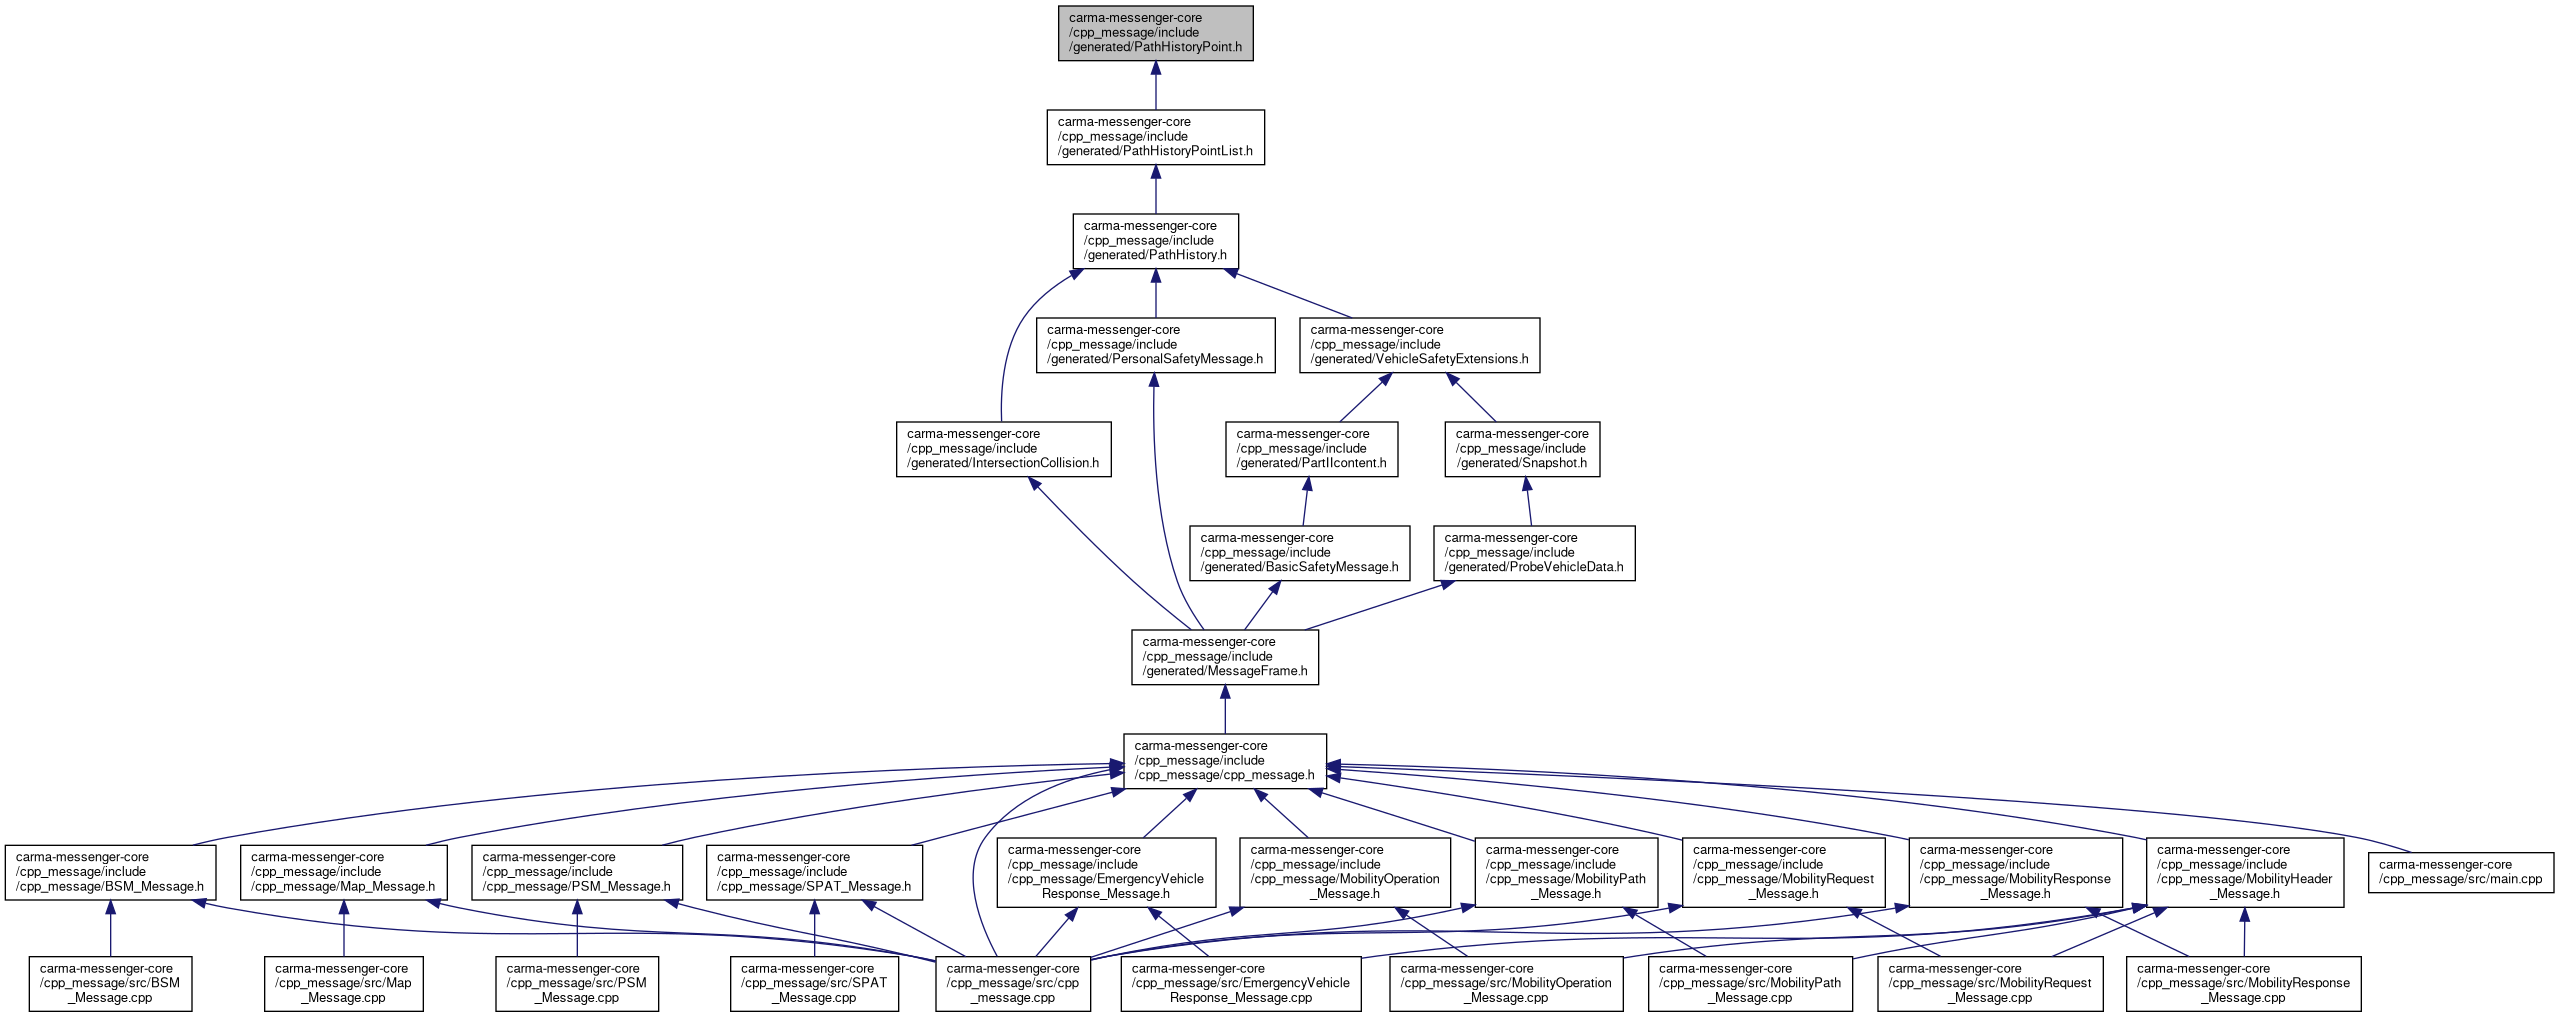 carma-messenger-core
/cpp_message/include
/generated/PathHistoryPoint.h
carma-messenger-core
/cpp_message/include
/generated/PathHistoryPointList.h
carma-messenger-core
/cpp_message/include
/generated/PathHistory.h
carma-messenger-core
/cpp_message/include
/generated/PersonalSafetyMessage.h
carma-messenger-core
/cpp_message/include
/generated/VehicleSafetyExtensions.h
carma-messenger-core
/cpp_message/include
/generated/IntersectionCollision.h
carma-messenger-core
/cpp_message/include
/generated/PartIIcontent.h
carma-messenger-core
/cpp_message/include
/generated/Snapshot.h
carma-messenger-core
/cpp_message/include
/generated/BasicSafetyMessage.h
carma-messenger-core
/cpp_message/include
/generated/ProbeVehicleData.h
carma-messenger-core
/cpp_message/include
/generated/MessageFrame.h
carma-messenger-core
/cpp_message/include
/cpp_message/cpp_message.h
carma-messenger-core
/cpp_message/include
/cpp_message/BSM_Message.h
carma-messenger-core
/cpp_message/include
/cpp_message/Map_Message.h
carma-messenger-core
/cpp_message/include
/cpp_message/PSM_Message.h
carma-messenger-core
/cpp_message/include
/cpp_message/SPAT_Message.h
carma-messenger-core
/cpp_message/include
/cpp_message/EmergencyVehicle
Response_Message.h
carma-messenger-core
/cpp_message/include
/cpp_message/MobilityOperation
_Message.h
carma-messenger-core
/cpp_message/include
/cpp_message/MobilityPath
_Message.h
carma-messenger-core
/cpp_message/include
/cpp_message/MobilityRequest
_Message.h
carma-messenger-core
/cpp_message/include
/cpp_message/MobilityResponse
_Message.h
carma-messenger-core
/cpp_message/include
/cpp_message/MobilityHeader
_Message.h
carma-messenger-core
/cpp_message/src/main.cpp
carma-messenger-core
/cpp_message/src/BSM
_Message.cpp
carma-messenger-core
/cpp_message/src/Map
_Message.cpp
carma-messenger-core
/cpp_message/src/PSM
_Message.cpp
carma-messenger-core
/cpp_message/src/SPAT
_Message.cpp
carma-messenger-core
/cpp_message/src/cpp
_message.cpp
carma-messenger-core
/cpp_message/src/EmergencyVehicle
Response_Message.cpp
carma-messenger-core
/cpp_message/src/MobilityOperation
_Message.cpp
carma-messenger-core
/cpp_message/src/MobilityPath
_Message.cpp
carma-messenger-core
/cpp_message/src/MobilityRequest
_Message.cpp
carma-messenger-core
/cpp_message/src/MobilityResponse
_Message.cpp